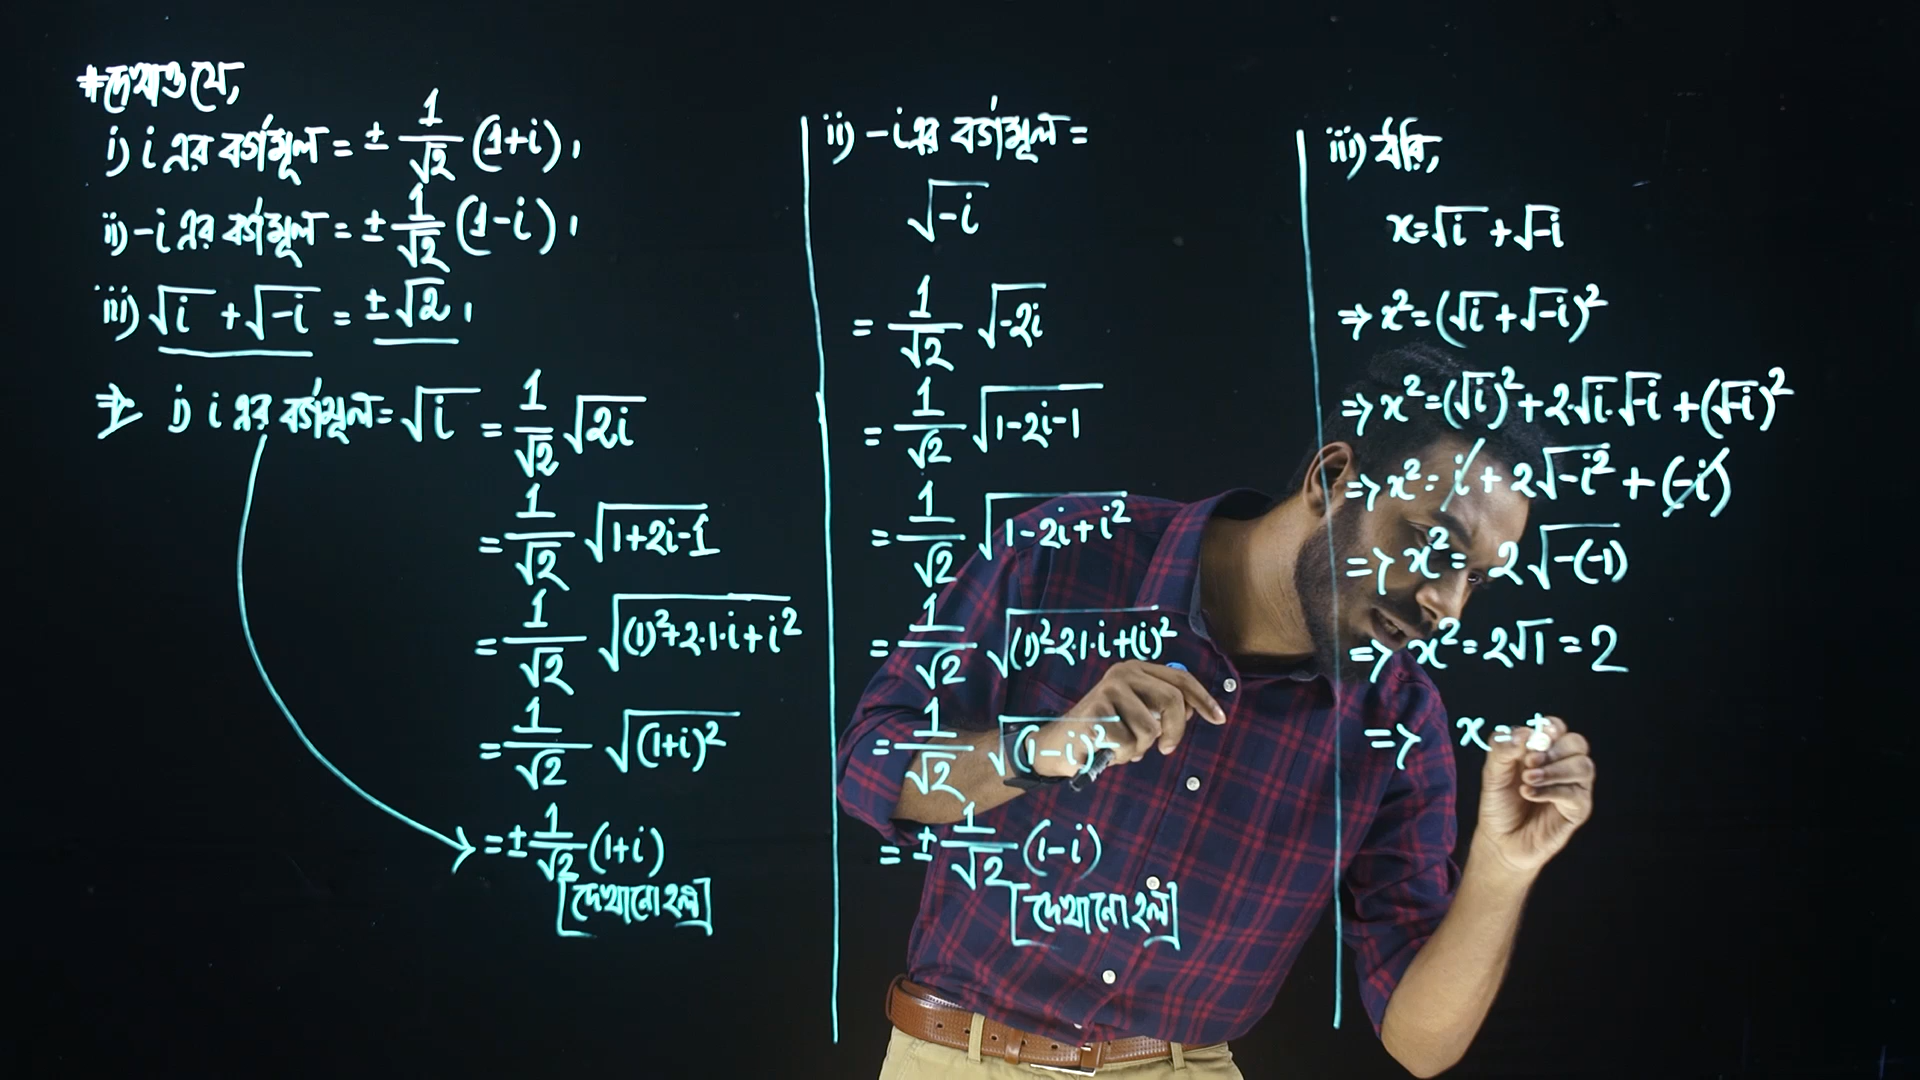 * দেখাও যে,
i) i এর বর্গমূল = ± 1/√2 (1+i)।
ii) -i এর বর্গমূল = ± 1/√2 (1-i)।
iii) √i + √-i = ±√2।
⇒ i) i এর বর্গমূল = √i = 1/√2 √2i
= 1/√2 √1+2i-1
= 1/√2 √(1)²+2·1·i+i²
= 1/√2 √(1+i)²
= ± 1/√2 (1+i)
[দেখানো হল]
ii) -i এর বর্গমূল =
√-i
= 1/√2 √-2i
= 1/√2 √1-2i-1
= 1/√2 √1-2i+i²
= 1/√2 √(1)²-2·1·i+(i)²
= 1/√2 √(1-i)²
= ± 1/√2 (1-i)
[দেখানো হল]
iii) ধরি,
x=√i + √-i
⇒ x² = (√i + √-i)²
⇒ x² = (√i)² + 2·√i·√-i + (√-i)²
⇒ x² = i + 2√-i² + (-i)
⇒ x² = 2√-(-1)
⇒ x² = 2√1 = 2
⇒ x = ±